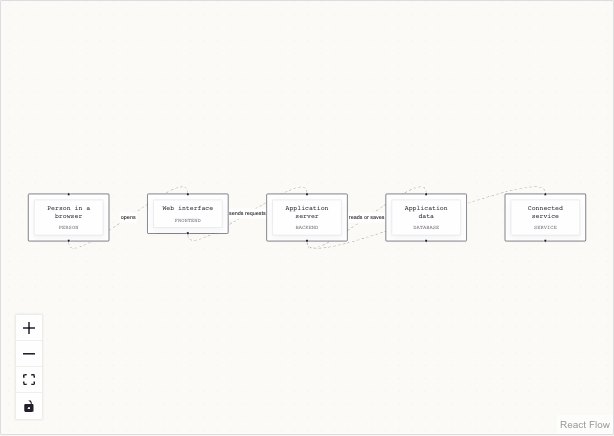 Person in a
browser
PERSON
opens
Web interface
FRONTEND
sends requests
Application
server
BACKEND
reads or saves
Application
data
DATABASE
Connected
service
SERVICE
React Flow